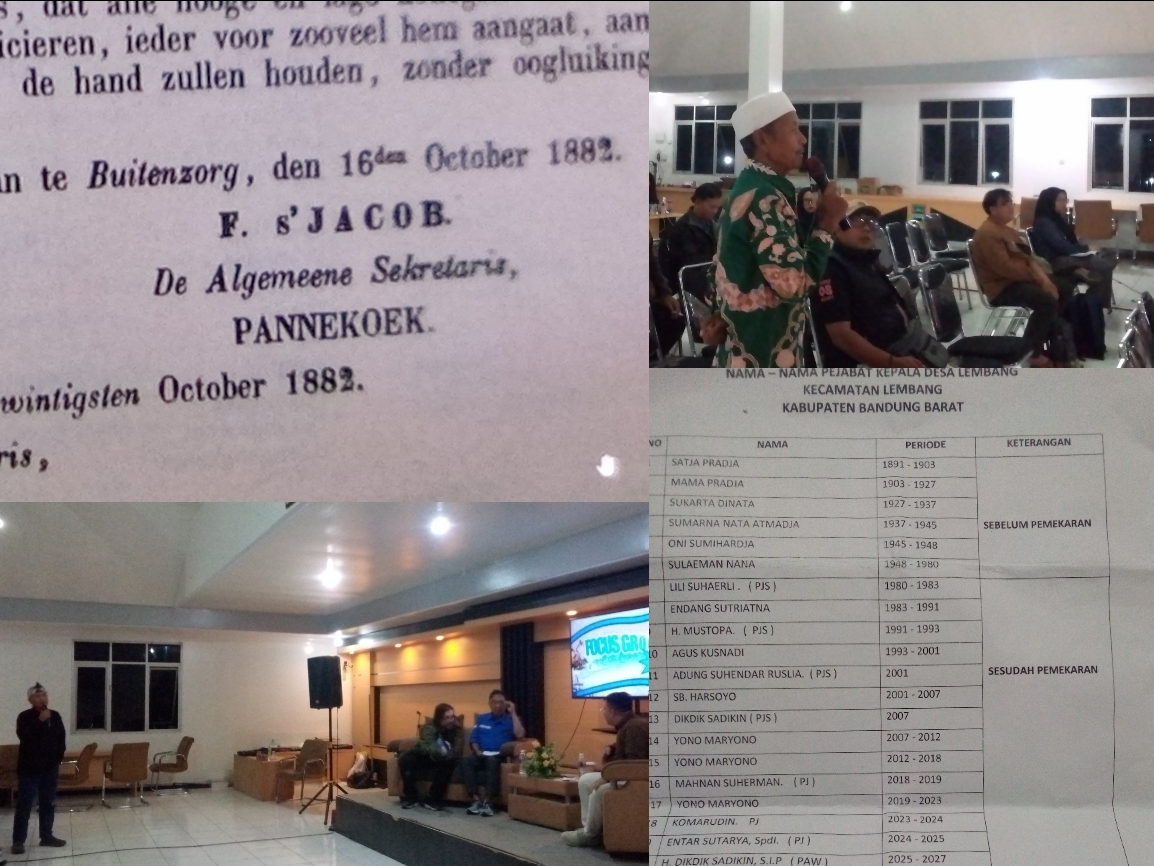 , dat alle hooge en lage
icieren, ieder voor zooveel hem aangaat, aan
de hand zullen houden, zonder oogluiking
an te Buitenzorg, den 16den October 1882.
F. s'JACOB.
De Algemeene Sekretaris,
PANNEKOEK.
wintigsten October 1882.
ris,
08
NAMA – NAMA PEJABAT KEPALA DESA LEMBANG
KECAMATAN LEMBANG
KABUPATEN BANDUNG BARAT
NO NAMA PERIODE KETERANGAN
SATJA PRADJA 1891 - 1903
MAMA PRADJA 1903 - 1927
SUKARTA DINATA 1927 - 1937
SUMARNA NATA ATMADJA 1937 - 1945 SEBELUM PEMEKARAN
ONI SUMIHARDJA 1945 - 1948
SULAEMAN NANA 1948 - 1980
LILI SUHAERLI . ( PJS ) 1980 - 1983
ENDANG SUTRIATNA 1983 - 1991
H. MUSTOPA. ( PJS ) 1991 - 1993
10 AGUS KUSNADI 1993 - 2001
11 ADUNG SUHENDAR RUSLIA. ( PJS ) 2001 SESUDAH PEMEKARAN
12 SB. HARSOYO 2001 - 2007
13 DIKDIK SADIKIN ( PJS ) 2007
14 YONO MARYONO 2007 - 2012
15 YONO MARYONO 2012 - 2018
16 MAHNAN SUHERMAN. ( PJ ) 2018 - 2019
17 YONO MARYONO 2019 - 2023
18 KOMARUDIN. PJ 2023 - 2024
ENTAR SUTARYA, Spdl. ( PJ ) 2024 - 2025
H. DIKDIK SADIKIN, S.I.P ( PAW ) 2025 - 2027
FOCUS GRO